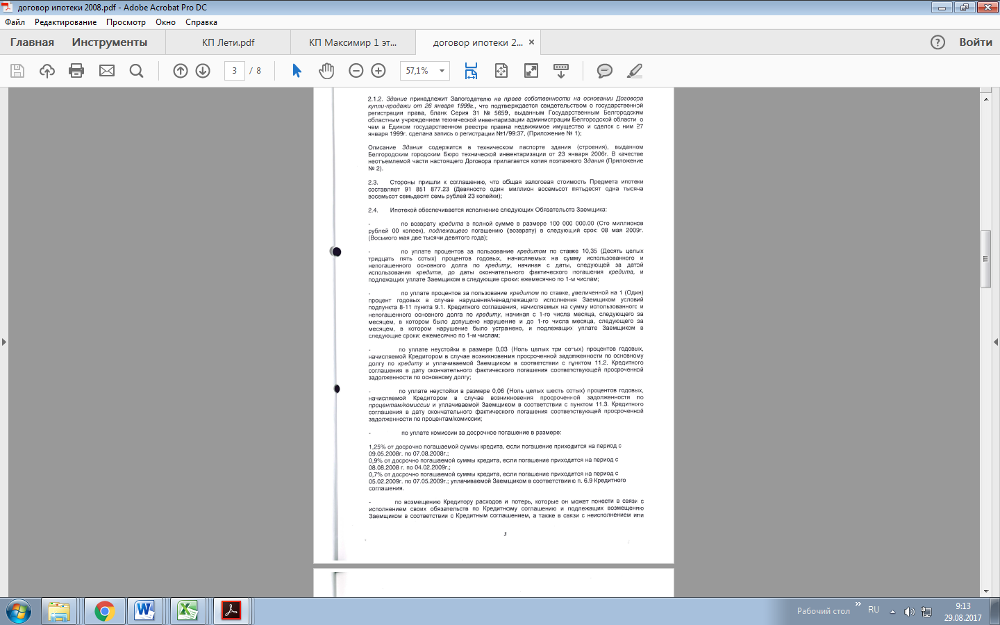 договор ипотеки 2008.pdf - Adobe Acrobat Pro DC
Файл Редактирование Просмотр Окно Справка
Главная Инструменты КП Лети.pdf КП Максимир 1 эт... договор ипотеки 2... × ? Войти
3 / 8 57,1%
2.1.2. Здание принадлежит Залогодателю на праве собственности на основании Договора
купли-продажи от 26 января 1999г., что подтверждается свидетельством о государственной
регистрации права, бланк Серия 31 № 5659, выданным Государственным Белгородским
областным учреждением технической инвентаризации администрации Белгородской области о
чем в Едином государственном реестре правна недвижимое имущество и сделок с ним 27
января 1999г. сделана запись о регистрации №1/99:37, (Приложение № 1);
Описание Здания содержится в техническом паспорте здания (строения), выданном
Белгородским городским Бюро технической инвентаризации от 23 января 2006г. В качестве
неотъемлемой части настоящего Договора прилагается копия поэтажного Здания (Приложение
№ 2).
2.3. Стороны пришли к соглашению, что общая залоговая стоимость Предмета ипотеки
составляет 91 851 877.23 (Девяносто один миллион восемьсот пятьдесят одна тысяча
восемьсот семьдесят семь рублей 23 копейки);
2.4. Ипотекой обеспечивается исполнение следующих Обязательств Заемщика:
- по возврату кредита в полной сумме в размере 100 000 000.00 (Сто миллионов
рублей 00 копеек), подлежащего погашению (возврату) в следующий срок: 08 мая 2009г.
(Восьмого мая две тысячи девятого года);
- по уплате процентов за пользование кредитом по ставке 10,35 (Десять целых
тридцать пять сотых) процентов годовых, начисляемых на сумму использованного и
непогашенного основного долга по кредиту, начиная с даты, следующей за датой
использования кредита, до даты окончательного фактического погашения кредита, и
подлежащих уплате Заемщиком в следующие сроки: ежемесячно по 1-м числам;
- по уплате процентов за пользование кредитом по ставке, увеличенной на 1 (Один)
процент годовых в случае нарушения/ненадлежащего исполнения Заемщиком условий
подпункта 8-11 пункта 9.1. Кредитного соглашения, начисляемых на сумму использованного и
непогашенного основного долга по кредиту, начиная с 1-го числа месяца, следующего за
месяцем, в котором было допущено нарушение и до 1-го числа месяца, следующего за
месяцем, в котором нарушение было устранено, и подлежащих уплате Заемщиком в
следующие сроки: ежемесячно по 1-м числам;
- по уплате неустойки в размере 0,03 (Ноль целых три сотых) процентов годовых,
начисляемой Кредитором в случае возникновения просроченной задолженности по основному
долгу по кредиту и уплачиваемой Заемщиком в соответствии с пунктом 11.2. Кредитного
соглашения в дату окончательного фактического погашения соответствующей просроченной
задолженности по основному долгу;
- по уплате неустойки в размере 0,06 (Ноль целых шесть сотых) процентов годовых,
начисляемой Кредитором в случае возникновения просроченной задолженности по
процентам/комиссии и уплачиваемой Заемщиком в соответствии с пунктом 11.3. Кредитного
соглашения в дату окончательного фактического погашения соответствующей просроченной
задолженности по процентам/комиссии;
- по уплате комиссии за досрочное погашение в размере:
1,25% от досрочно погашаемой суммы кредита, если погашение приходится на период с
09.05.2008г. по 07.08.2008г.;
0,9% от досрочно погашаемой суммы кредита, если погашение приходится на период с
08.08.2008 г. по 04.02.2009г.;
0,7% от досрочно погашаемой суммы кредита, если погашение приходится на период с
05.02.2009г. по 07.05.2009г.; уплачиваемой Заемщиком в соответствии с п. 6.9 Кредитного
соглашения.
- по возмещению Кредитору расходов и потерь, которые он может понести в связи с
исполнением своих обязательств по Кредитному соглашению и подлежащих возмещению
Заемщиком в соответствии с Кредитным соглашением, а также в связи с неисполнением или
3
Рабочий стол » RU 9:13
29.08.2017